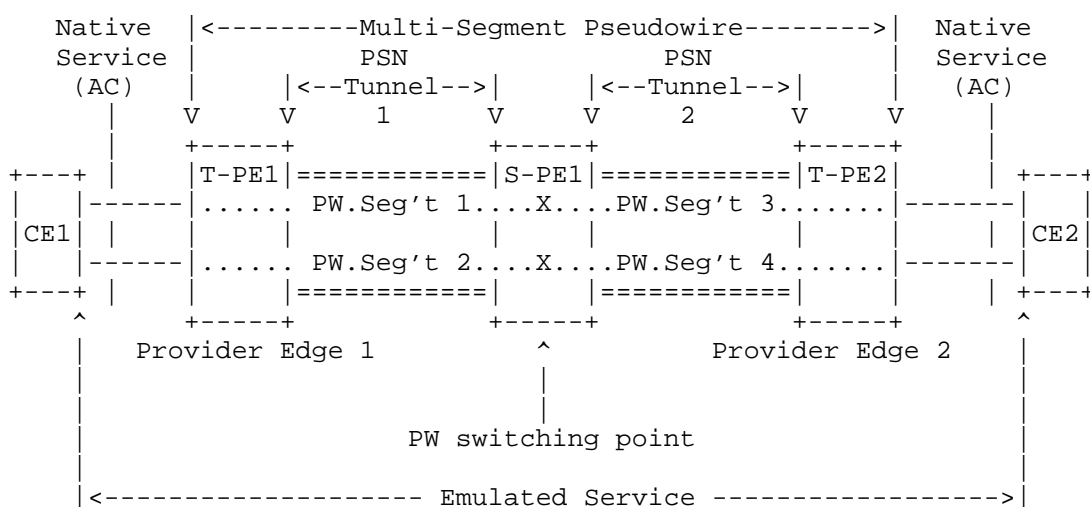 Native  |<---------Multi-Segment Pseudowire-------->|  Native
Service |            PSN                 PSN        |  Service
(AC)    |     |<--Tunnel-->|     |<--Tunnel-->|     |   (AC)
|    V     V     1      V     V     2      V     V     |
|    +-----+            +-----+            +-----+     |
+---+ |    |T-PE1|============|S-PE1|============|T-PE2|     | +---+
|   |------|...... PW.Seg't 1....X....PW.Seg't 3.......|-------|   |
|CE1| |    |     |            |     |            |     |     | |CE2|
|   |------|...... PW.Seg't 2....X....PW.Seg't 4.......|-------|   |
+---+ |    |     |============|     |============|     |     | +---+
^      +-----+            +-----+            +-----+       ^
|   Provider Edge 1          ^          Provider Edge 2   |
|                            |                            |
|                            |                            |
|                    PW switching point                   |
|                                                         |
|<--------------------- Emulated Service ------------------>|